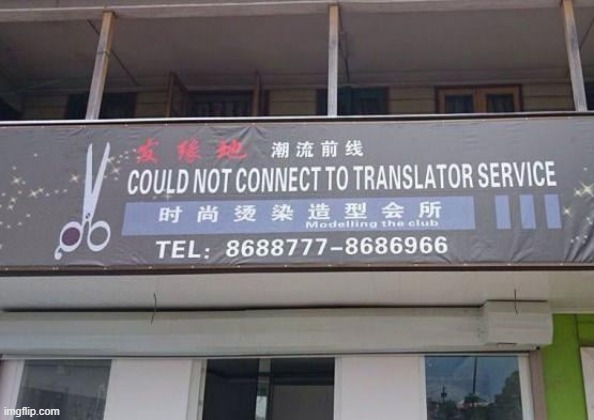 发缘地 潮流前线
COULD NOT CONNECT TO TRANSLATOR SERVICE
时尚烫染造型会所
Modelling the club
TEL: 8688777-8686966
imgflip.com